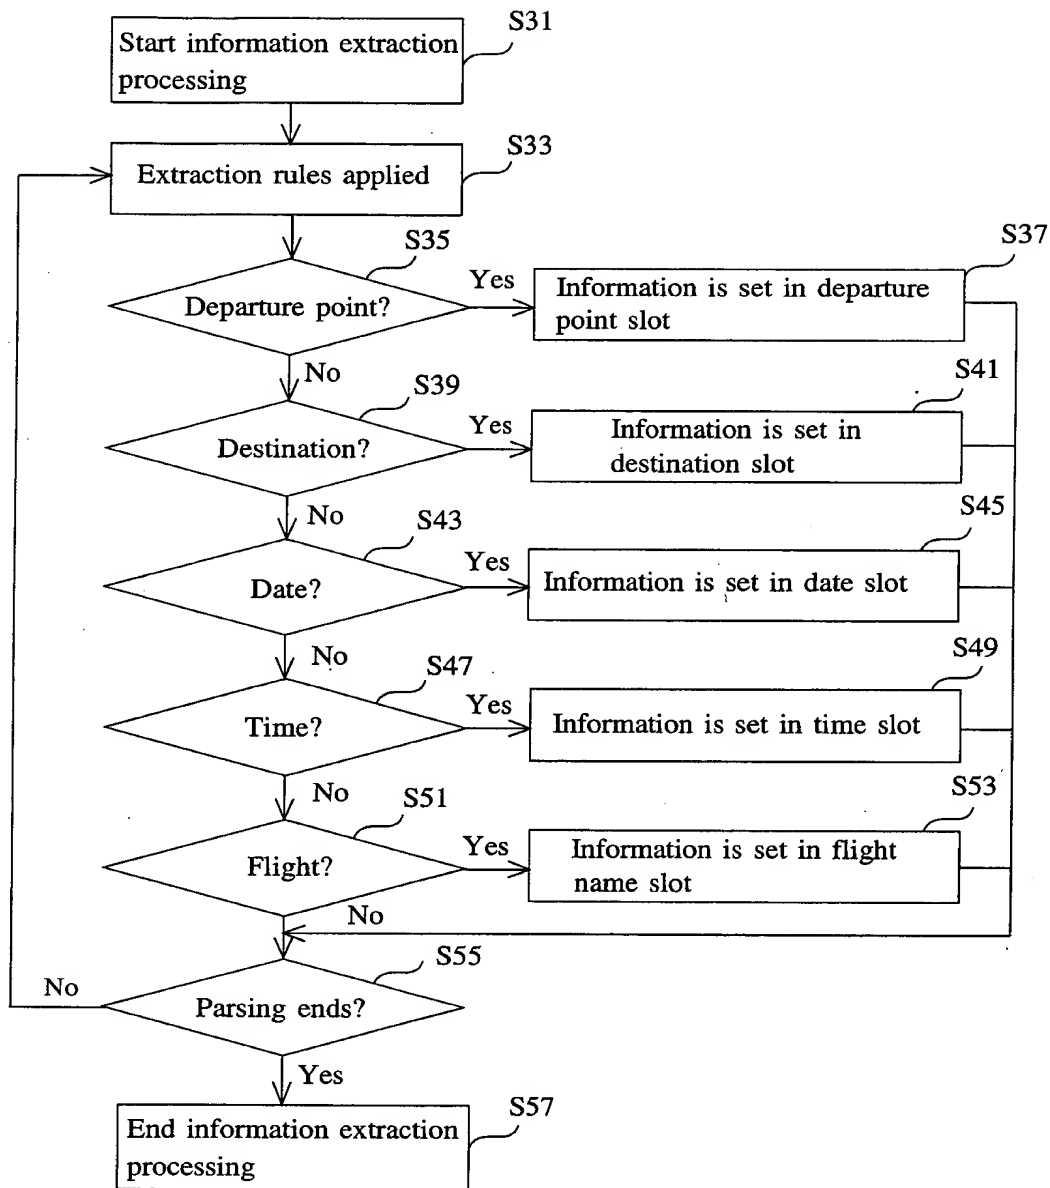 S31
Start information extraction
processing
S33
Extraction rules applied
S35
S37
Departure point?
Yes
Information is set in departure
point slot
No
S39
S41
Destination?
Yes
Information is set in
destination slot
No
S43
S45
Date?
Yes
Information is set in date slot
No
S47
S49
Time?
Yes
Information is set in time slot
No
S51
S53
Flight?
Yes
Information is set in flight
name slot
No
S55
No
Parsing ends?
Yes
S57
End information extraction
processing